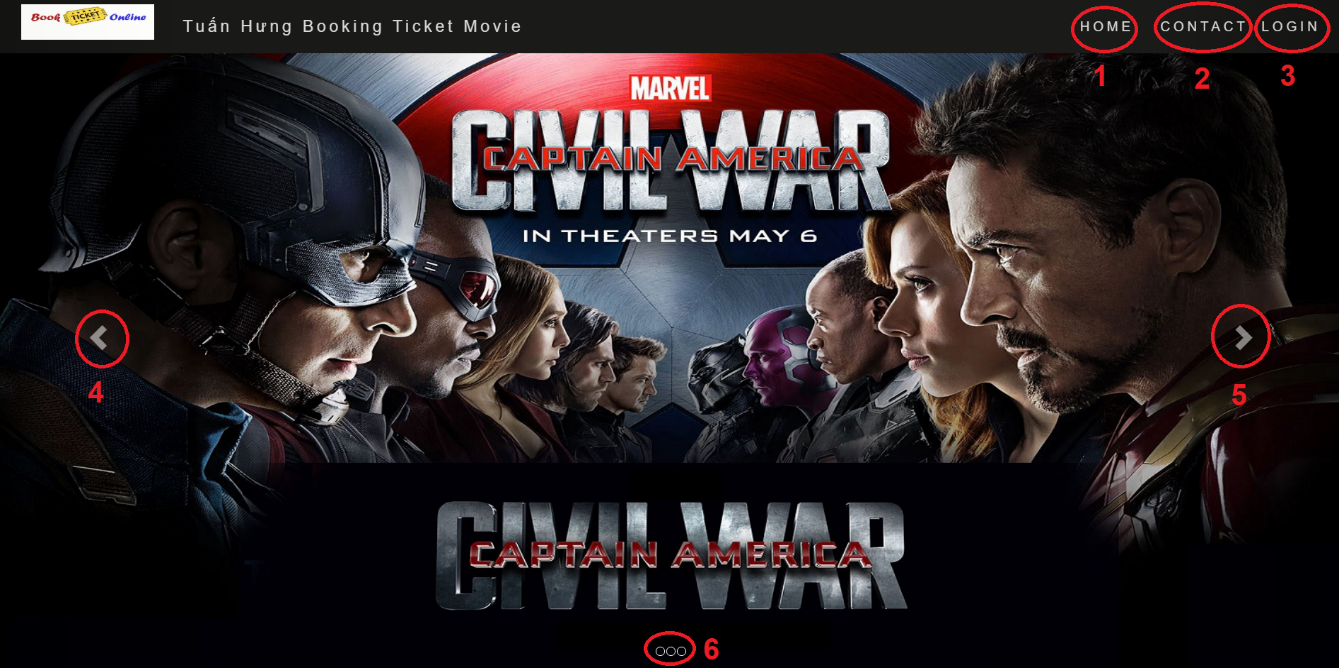 Book TICKET Online
Tuấn Hưng Booking Ticket Movie
HOME
CONTACT
LOGIN
1
2
3
MARVEL
CIVIL WAR
CAPTAIN AMERICA
IN THEATERS MAY 6
4
5
CIVIL WAR
CAPTAIN AMERICA
6